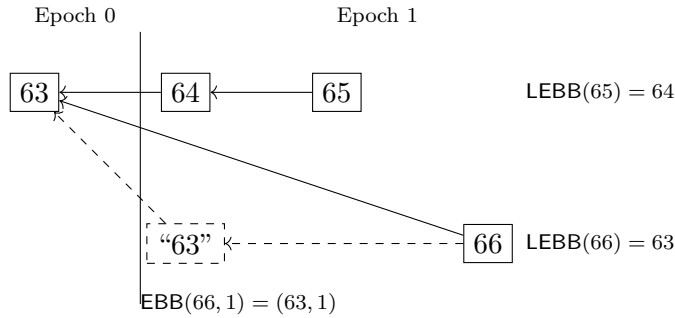 Epoch 0 Epoch 1
63 64 65 LEBB(65) = 64
“63” 66 LEBB(66) = 63
EBB(66, 1) = (63, 1)